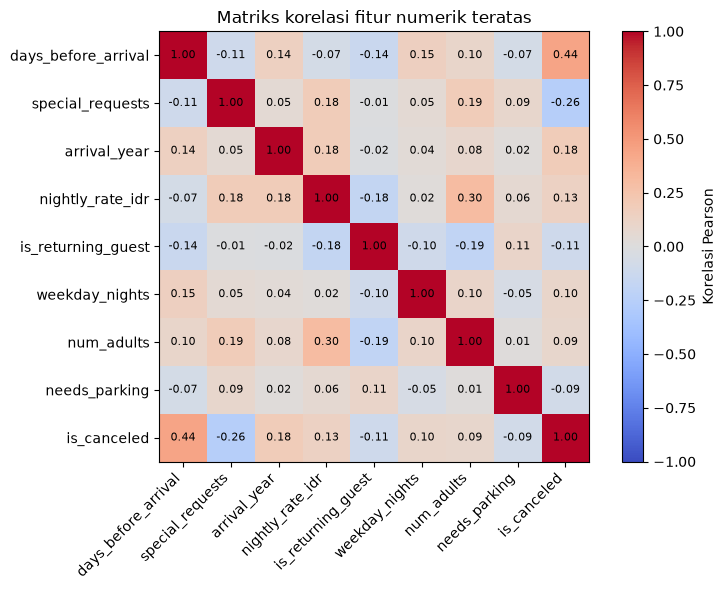 Matriks korelasi fitur numerik teratas
days_before_arrival 1.00 -0.11 0.14 -0.07 -0.14 0.15 0.10 -0.07 0.44
special_requests -0.11 1.00 0.05 0.18 -0.01 0.05 0.19 0.09 -0.26
arrival_year 0.14 0.05 1.00 0.18 -0.02 0.04 0.08 0.02 0.18
nightly_rate_idr -0.07 0.18 0.18 1.00 -0.18 0.02 0.30 0.06 0.13
is_returning_guest -0.14 -0.01 -0.02 -0.18 1.00 -0.10 -0.19 0.11 -0.11
weekday_nights 0.15 0.05 0.04 0.02 -0.10 1.00 0.10 -0.05 0.10
num_adults 0.10 0.19 0.08 0.30 -0.19 0.10 1.00 0.01 0.09
needs_parking -0.07 0.09 0.02 0.06 0.11 -0.05 0.01 1.00 -0.09
is_canceled 0.44 -0.26 0.18 0.13 -0.11 0.10 0.09 -0.09 1.00
days_before_arrival
special_requests
arrival_year
nightly_rate_idr
is_returning_guest
weekday_nights
num_adults
needs_parking
is_canceled
1.00
0.75
0.50
0.25
0.00
−0.25
−0.50
−0.75
−1.00
Korelasi Pearson